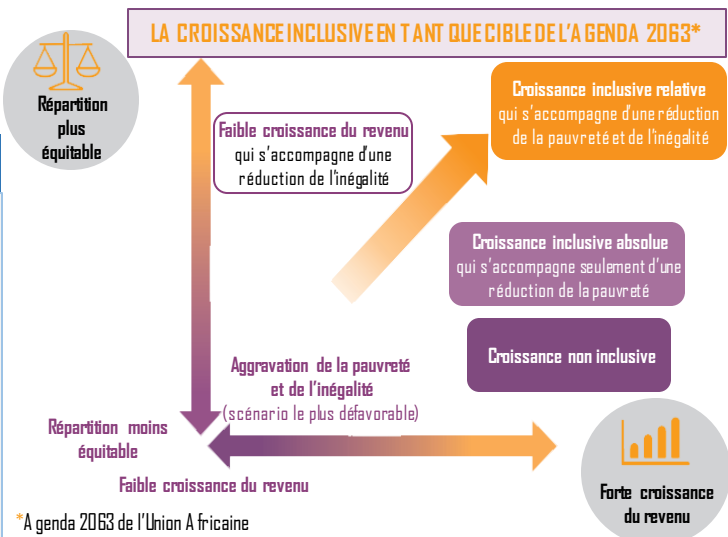 LA CROISSANCE INCLUSIVE EN TANT QUE CIBLE DE L'AGENDA 2063*
Répartition
plus
équitable
Faible croissance du revenu
qui s'accompagne d'une
réduction de l'inégalité
Croissance inclusive relative
qui s'accompagne d'une réduction
de la pauvreté et de l'inégalité
Croissance inclusive absolue
qui s'accompagne seulement d'une
réduction de la pauvreté
Croissance non inclusive
Aggravation de la pauvreté
et de l'inégalité
(scénario le plus défavorable)
Répartition moins
équitable
Faible croissance du revenu
Forte croissance
du revenu
*Agenda 2063 de l'Union Africaine